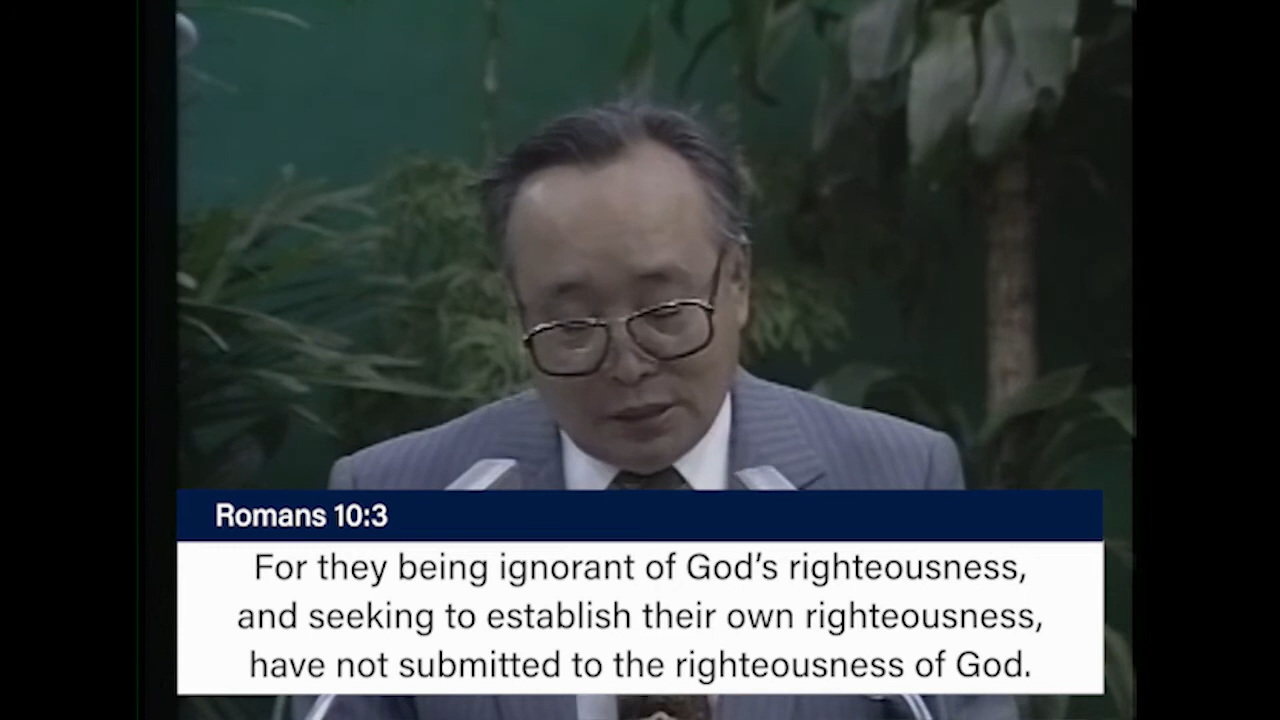 Romans 10:3
For they being ignorant of God's righteousness,
and seeking to establish their own righteousness,
have not submitted to the righteousness of God.